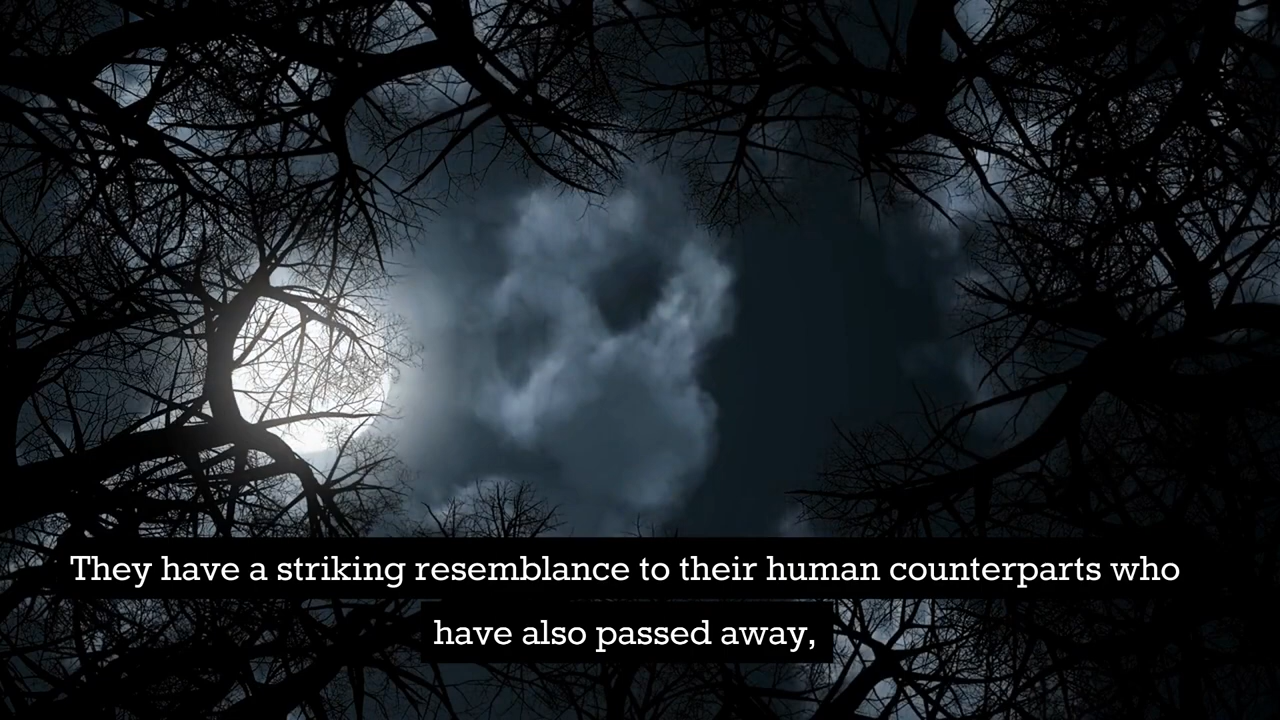 They have a striking resemblance to their human counterparts who
have also passed away,